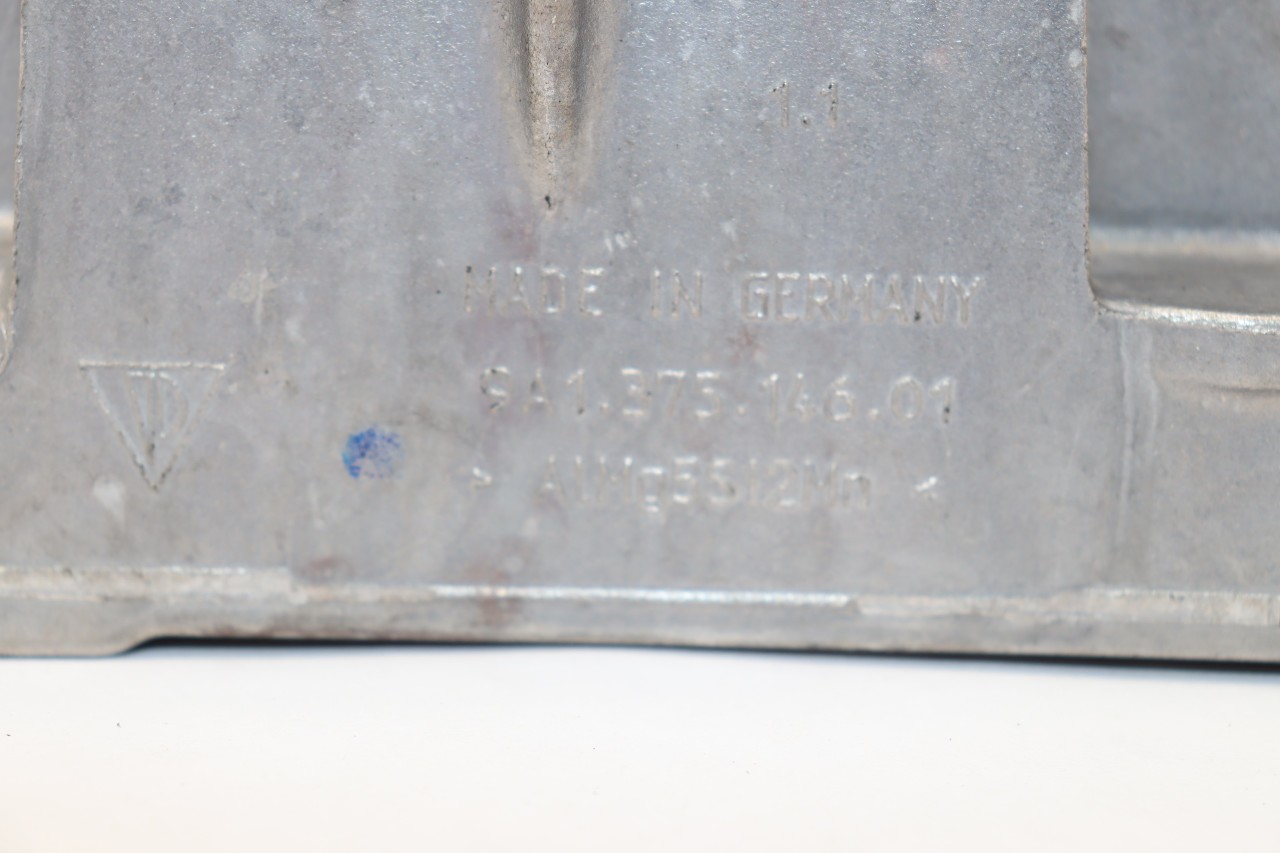 1.1
MADE IN GERMANY
9A1.375.146.01
> AlMg5Si2Mn <